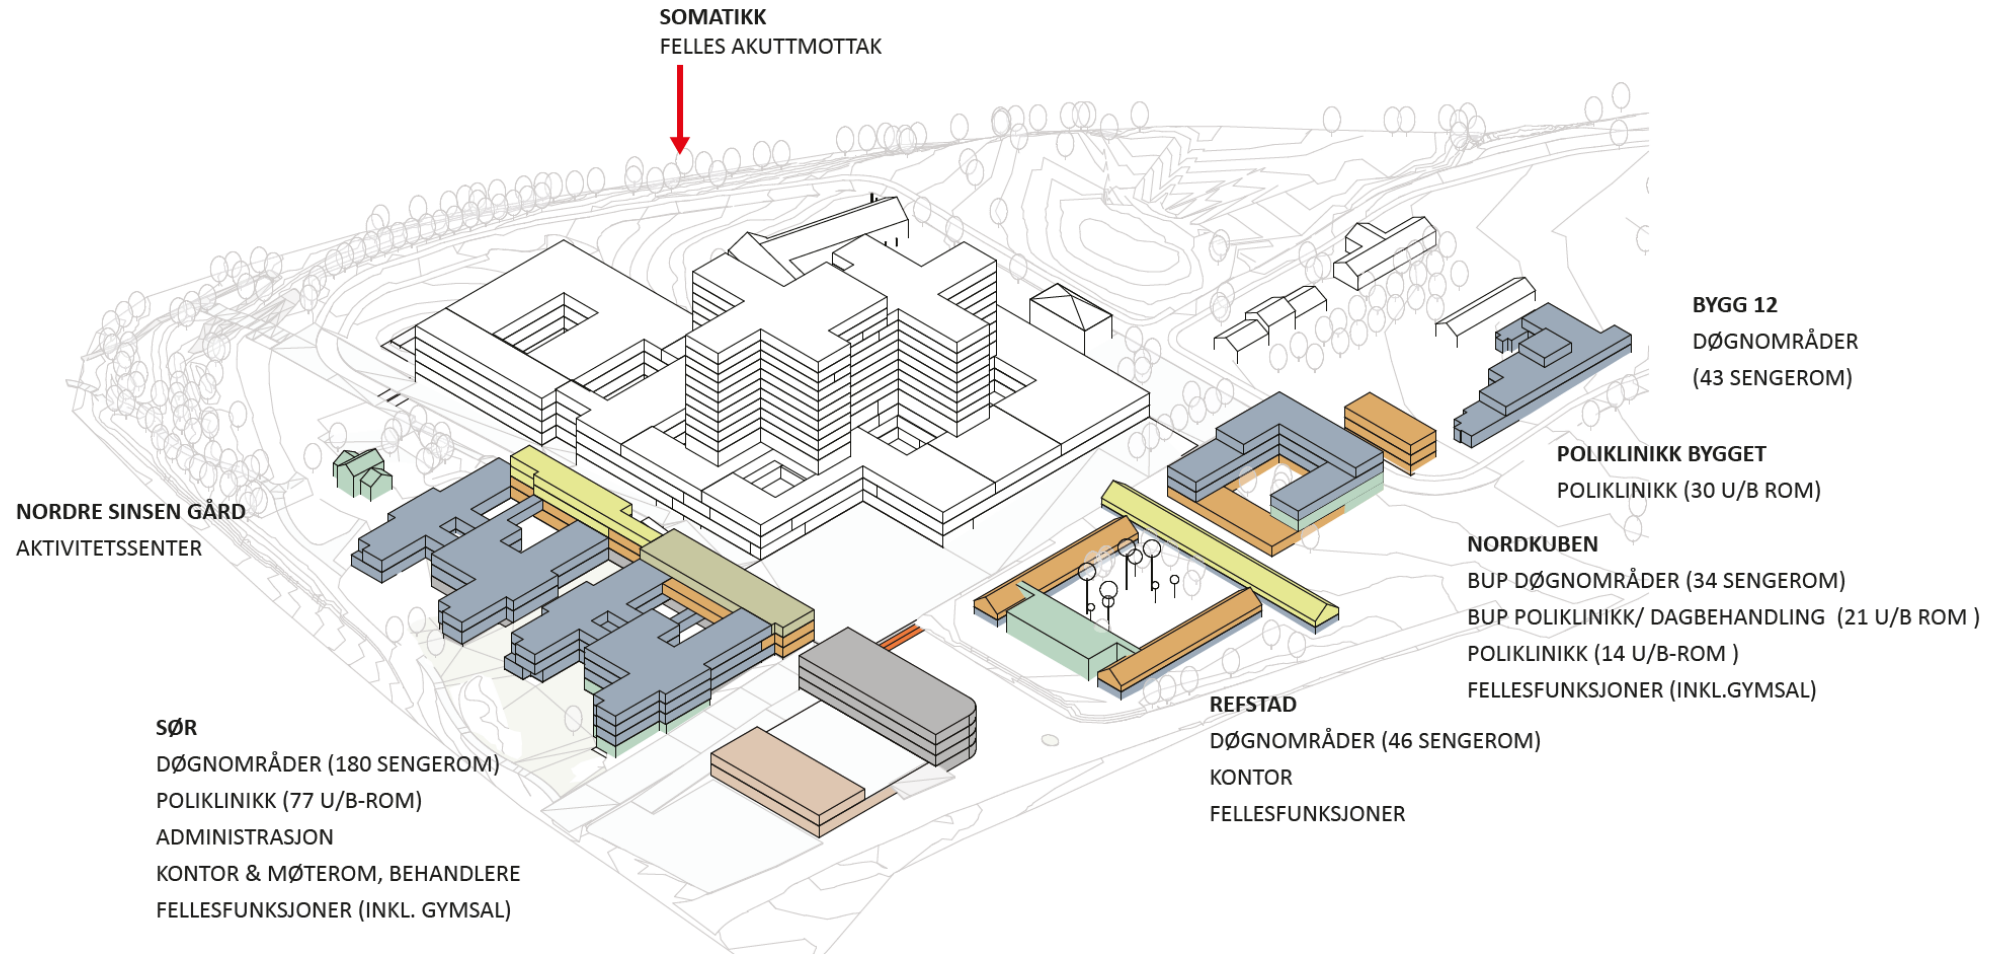 SOMATIKK
FELLES AKUTTMOTTAK
BYGG 12
DØGNOMRÅDER
(43 SENGEROM)
POLIKLINIKK BYGGET
POLIKLINIKK (30 U/B ROM)
NORDRE SINSEN GÅRD
AKTIVITETSSENTER
NORDKUBEN
BUP DØGNOMRÅDER (34 SENGEROM)
BUP POLIKLINIKK/ DAGBEHANDLING (21 U/B ROM )
POLIKLINIKK (14 U/B-ROM )
FELLESFUNKSJONER (INKL.GYMSAL)
REFSTAD
DØGNOMRÅDER (46 SENGEROM)
KONTOR
FELLESFUNKSJONER
SØR
DØGNOMRÅDER (180 SENGEROM)
POLIKLINIKK (77 U/B-ROM)
ADMINISTRASJON
KONTOR & MØTEROM, BEHANDLERE
FELLESFUNKSJONER (INKL. GYMSAL)